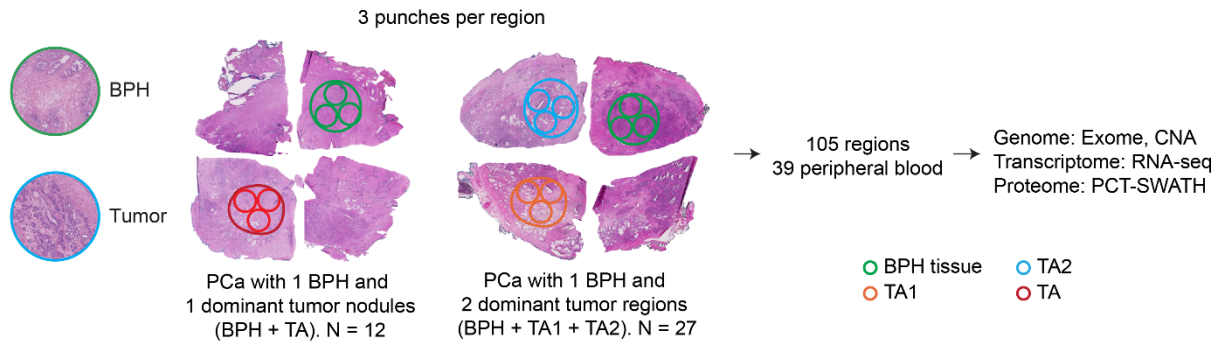 3 punches per region
BPH
Tumor
PCa with 1 BPH and
1 dominant tumor nodules
(BPH + TA). N = 12
PCa with 1 BPH and
2 dominant tumor regions
(BPH + TA1 + TA2). N = 27
105 regions
39 peripheral blood
Genome: Exome, CNA
Transcriptome: RNA-seq
Proteome: PCT-SWATH
BPH tissue
TA2
TA1
TA